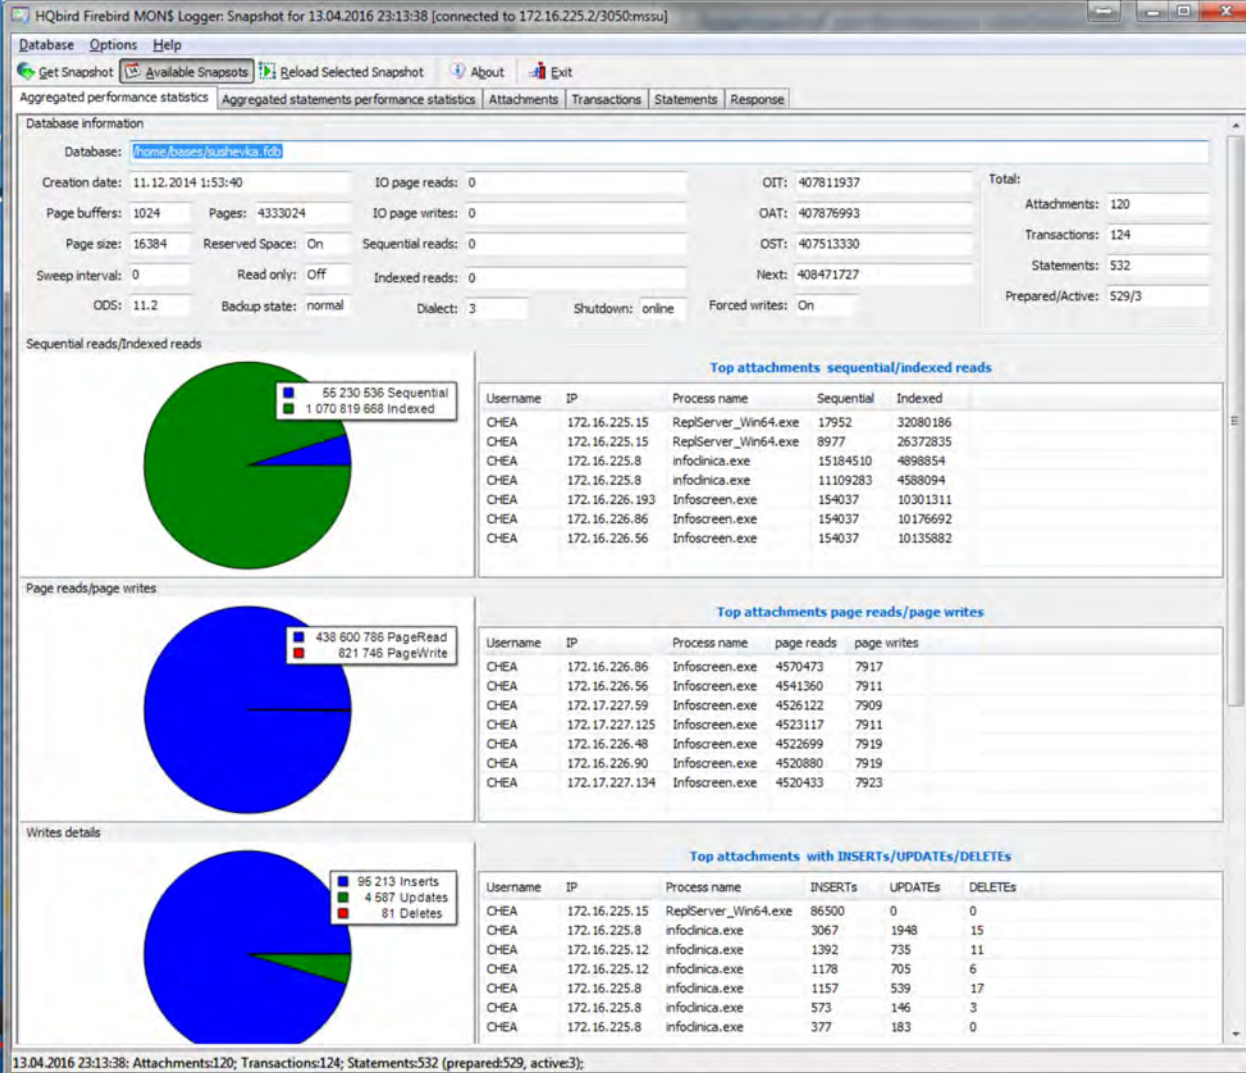 HQbird Firebird MON$ Logger: Snapshot for 13.04.2016 23:13:38 [connected to 172.16.225.2/3050:mssu]
Database Options Help
Get Snapshot Available Snapsots Reload Selected Snapshot About Exit
Aggregated performance statistics Aggregated statements performance statistics Attachments Transactions Statements Response
Database information
Database: /home/bases/sushevka.fdb
Creation date: 11.12.2014 1:53:40 IO page reads: 0 OIT: 407811937 Total:
Page buffers: 1024 Pages: 4333024 IO page writes: 0 OAT: 407876993 Attachments: 120
Page size: 16384 Reserved Space: On Sequential reads: 0 OST: 407513330 Transactions: 124
Sweep interval: 0 Read only: Off Indexed reads: 0 Next: 408471727 Statements: 532
ODS: 11.2 Backup state: normal Dialect: 3 Shutdown: online Forced writes: On Prepared/Active: 529/3
Sequential reads/Indexed reads
55 230 536 Sequential
1 070 819 668 Indexed
Top attachments sequential/indexed reads
Username IP Process name Sequential Indexed
CHEA 172.16.225.15 ReplServer_Win64.exe 17952 32080186
CHEA 172.16.225.15 ReplServer_Win64.exe 8977 26372835
CHEA 172.16.225.8 infoclinica.exe 15184510 4898854
CHEA 172.16.225.8 infoclinica.exe 11109283 4588094
CHEA 172.16.226.193 Infoscreen.exe 154037 10301311
CHEA 172.16.226.86 Infoscreen.exe 154037 10176692
CHEA 172.16.226.56 Infoscreen.exe 154037 10135882
Page reads/page writes
438 600 786 PageRead
821 746 PageWrite
Top attachments page reads/page writes
Username IP Process name page reads page writes
CHEA 172.16.226.86 Infoscreen.exe 4570473 7917
CHEA 172.16.226.56 Infoscreen.exe 4541360 7911
CHEA 172.17.227.59 Infoscreen.exe 4526122 7909
CHEA 172.17.227.125 Infoscreen.exe 4523117 7911
CHEA 172.16.226.48 Infoscreen.exe 4522699 7919
CHEA 172.16.226.90 Infoscreen.exe 4520880 7919
CHEA 172.17.227.134 Infoscreen.exe 4520433 7923
Writes details
95 213 Inserts
4 587 Updates
81 Deletes
Top attachments with INSERTs/UPDATEs/DELETEs
Username IP Process name INSERTs UPDATEs DELETEs
CHEA 172.16.225.15 ReplServer_Win64.exe 86500 0 0
CHEA 172.16.225.8 infoclinica.exe 3067 1948 15
CHEA 172.16.225.12 infoclinica.exe 1392 735 11
CHEA 172.16.225.12 infoclinica.exe 1178 705 6
CHEA 172.16.225.8 infoclinica.exe 1157 539 17
CHEA 172.16.225.8 infoclinica.exe 573 146 3
CHEA 172.16.225.8 infoclinica.exe 377 183 0
13.04.2016 23:13:38: Attachments:120; Transactions:124; Statements:532 (prepared:529, active:3);